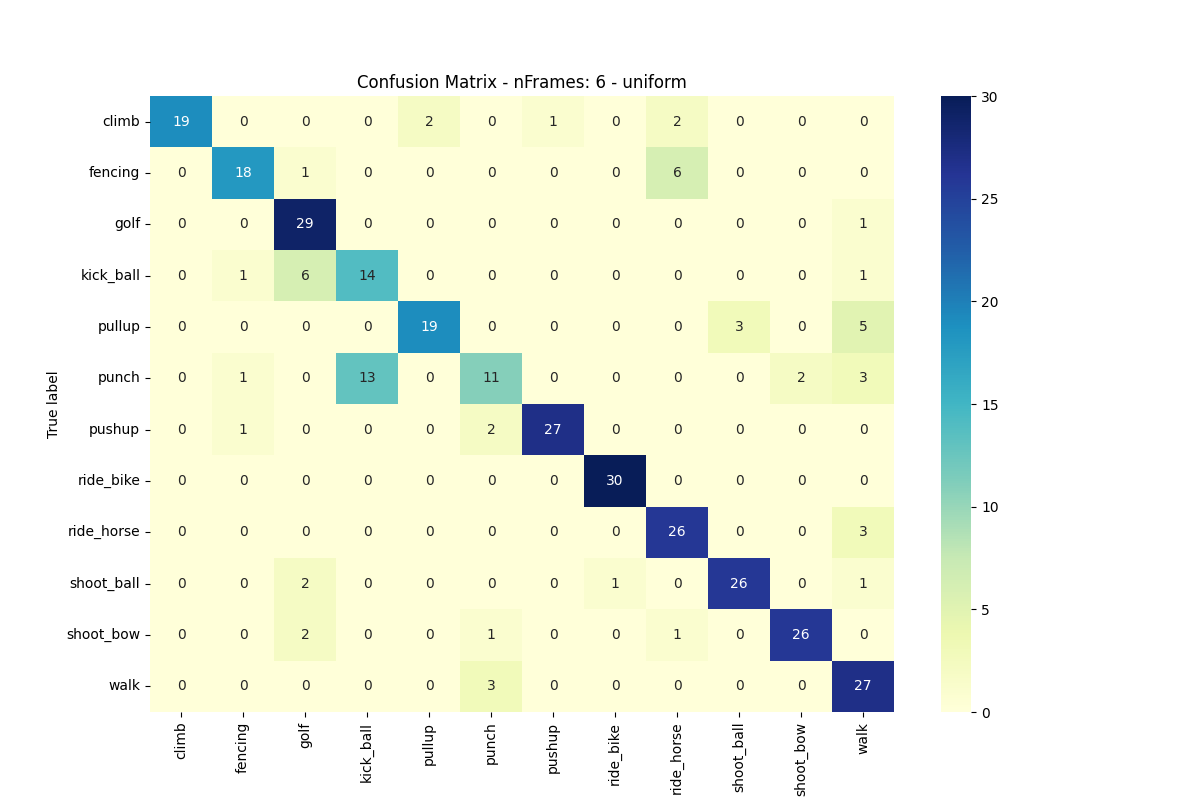 Confusion Matrix - nFrames: 6 - uniform
True label
climb 19 0 0 0 2 0 1 2 0 0 0
fencing 0 18 1 0 0 0 0 0 6 0 0 0
golf 0 0 29 0 0 0 0 0 0 0 0 1
kick_ball 0 1 6 14 0 0 0 0 0 0 0 1
pullup 0 0 0 0 19 0 0 0 0 3 0 5
punch 0 1 0 13 0 11 0 0 0 0 2 3
pushup 0 1 0 0 0 2 27 0 0 0 0 0
ride_bike 0 0 0 0 0 0 0 30 0 0 0 0
ride_horse 0 0 0 0 0 0 0 0 26 0 0 3
shoot_ball 0 0 2 0 0 0 0 1 0 26 0 1
shoot_bow 0 0 2 0 0 1 0 0 1 0 26 0
walk 0 0 0 0 0 3 0 0 0 0 0 27
climb fencing golf kick_ball pullup punch pushup ride_bike ride_horse shoot_ball shoot_bow walk
30
25
20
15
10
5
0